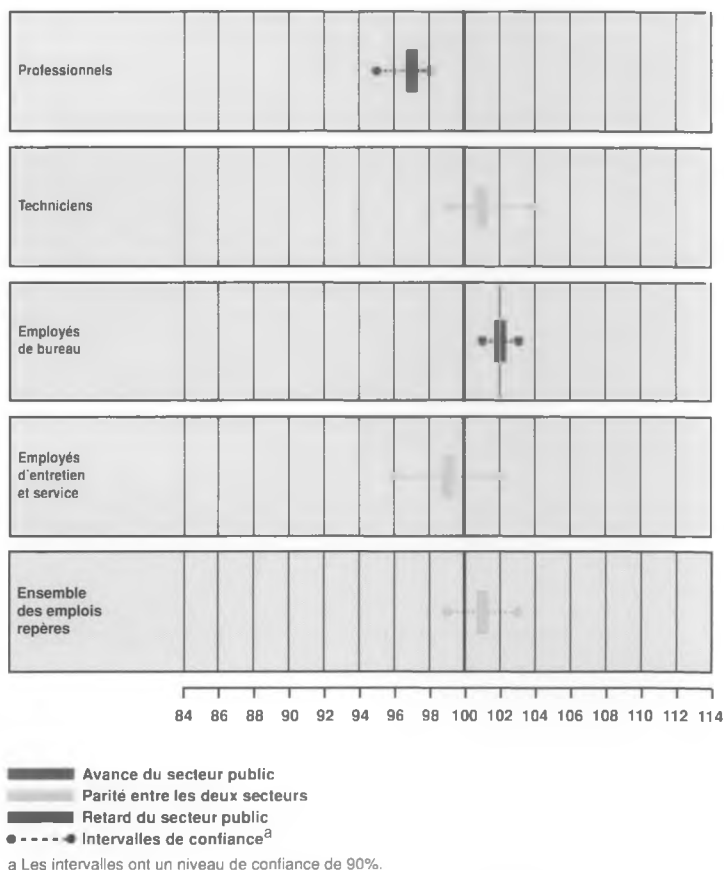 Professionnels
Techniciens
Employés
de bureau
Employés
d'entretien
et service
Ensemble
des emplois
repères
84 86 88 90 92 94 96 98 100 102 104 106 108 110 112 114
Avance du secteur public
Parité entre les deux secteurs
Retard du secteur public
Intervalles de confiancea
a Les intervalles ont un niveau de confiance de 90%.